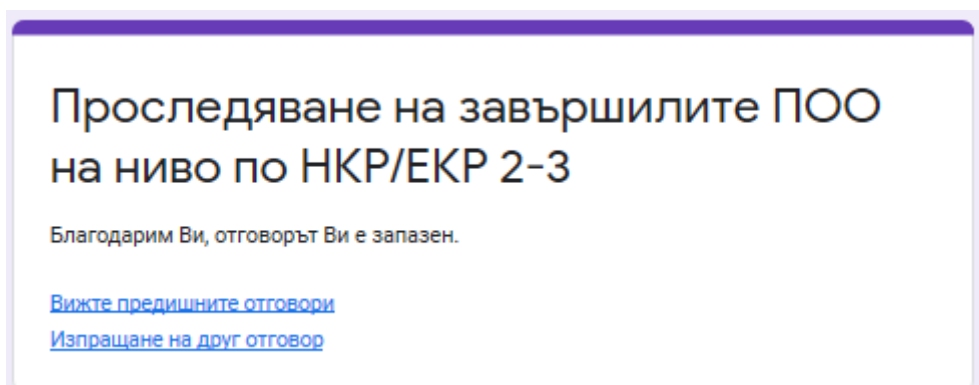 Проследяване на завършилите ПОО
на ниво по НКР/ЕКР 2-3
Благодарим Ви, отговорът Ви е запазен.
Вижте предишните отговори
Изпращане на друг отговор